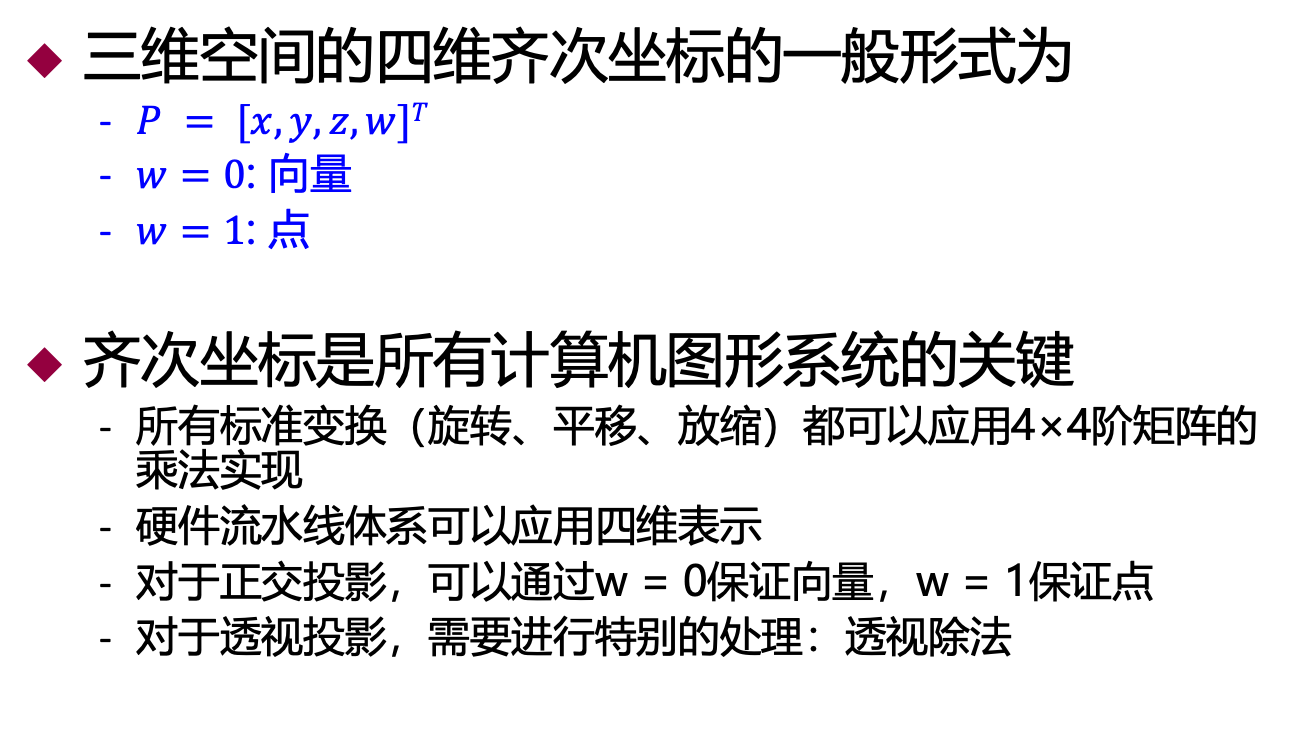 ◆ 三维空间的四维齐次坐标的一般形式为
- P = [x, y, z, w]ᵀ
- w = 0: 向量
- w = 1: 点
◆ 齐次坐标是所有计算机图形系统的关键
- 所有标准变换（旋转、平移、放缩）都可以应用4×4阶矩阵的
乘法实现
- 硬件流水线体系可以应用四维表示
- 对于正交投影，可以通过w = 0保证向量，w = 1保证点
- 对于透视投影，需要进行特别的处理：透视除法